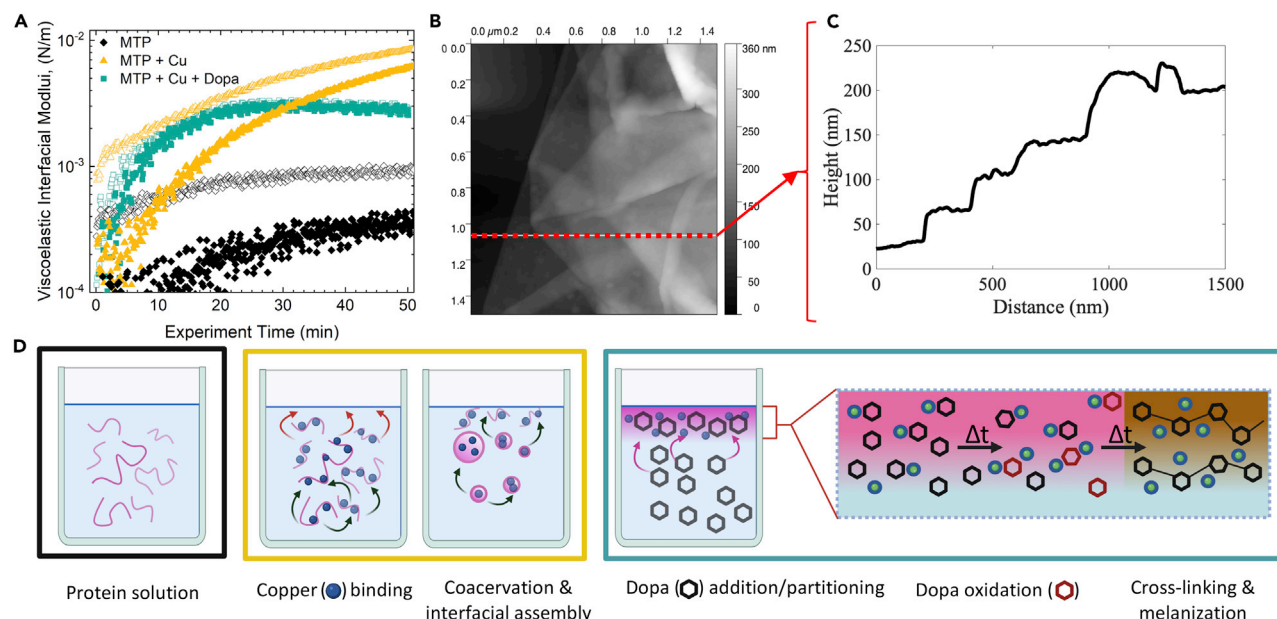 A
Viscoelastic Interfacial Modlui, (N/m)
10-2
10-3
10-4
MTP
MTP + Cu
MTP + Cu + Dopa
0 10 20 30 40 50
Experiment Time (min)
B
0.0 µm 0.2 0.4 0.6 0.8 1.0 1.2 1.4
0.0
0.2
0.4
0.6
0.8
1.0
1.2
1.4
360 nm
300
250
200
150
100
50
0
C
Height (nm)
250
200
150
100
50
0
0 500 1000 1500
Distance (nm)
D
Δt
Δt
Protein solution
Copper ( ) binding
Coacervation &
interfacial assembly
Dopa ( ) addition/partitioning
Dopa oxidation ( )
Cross-linking &
melanization